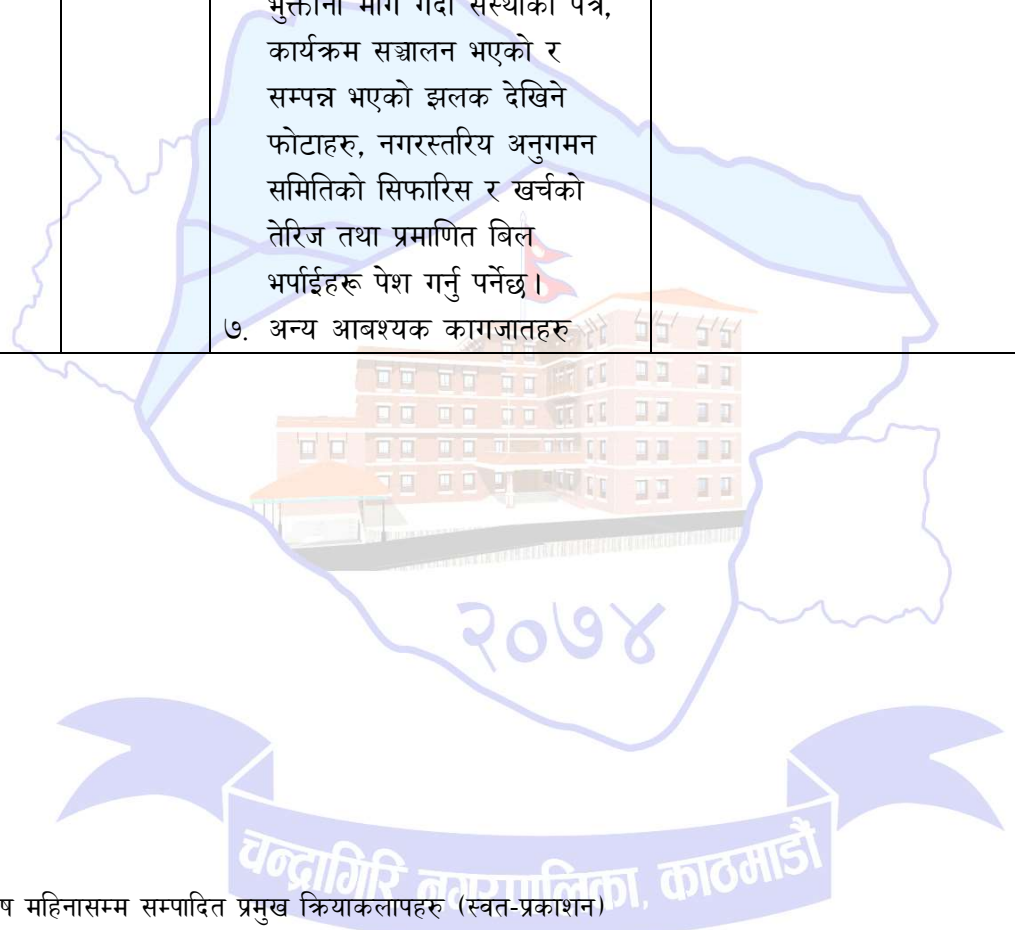 भुक्तानी माग गर्दा संस्थाको पत्र,
कार्यक्रम सञ्चालन भएको र
सम्पन्न भएको झलक देखिने
फोटाहरु, नगरस्तरिय अनुगमन
समितिको सिफारिस र खर्चको
तेरिज तथा प्रमाणित बिल
भर्पाईहरू पेश गर्नु पर्नेछ।
७. अन्य आबश्यक कागजातहरु
२०७४
चन्द्रागिरि नगरपालिका, काठमाडौं
ष महिनासम्म सम्पादित प्रमुख क्रियाकलापहरु (स्वत-प्रकाशन)